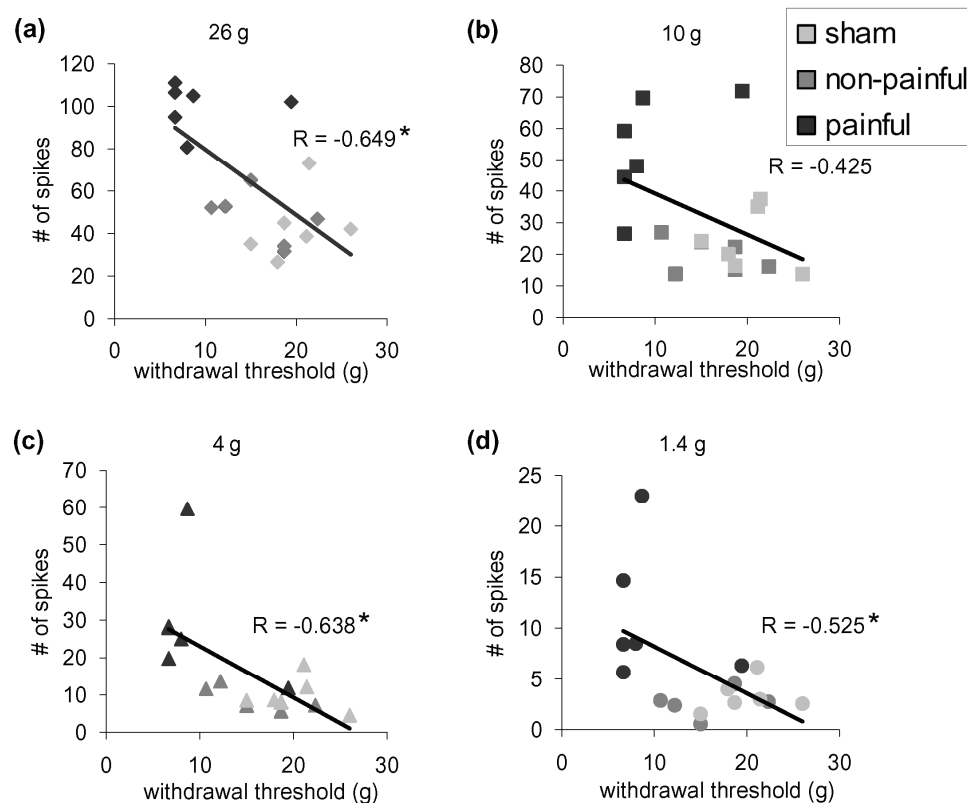 (a)
26 g
120
100
80
60
40
20
0
0 10 20 30
# of spikes
withdrawal threshold (g)
R = -0.649*
(b)
10 g
80
70
60
50
40
30
20
10
0
0 10 20 30
# of spikes
withdrawal threshold (g)
R = -0.425
sham
non-painful
painful
(c)
4 g
70
60
50
40
30
20
10
0
0 10 20 30
# of spikes
withdrawal threshold (g)
R = -0.638*
(d)
1.4 g
25
20
15
10
5
0
0 10 20 30
# of spikes
withdrawal threshold (g)
R = -0.525*